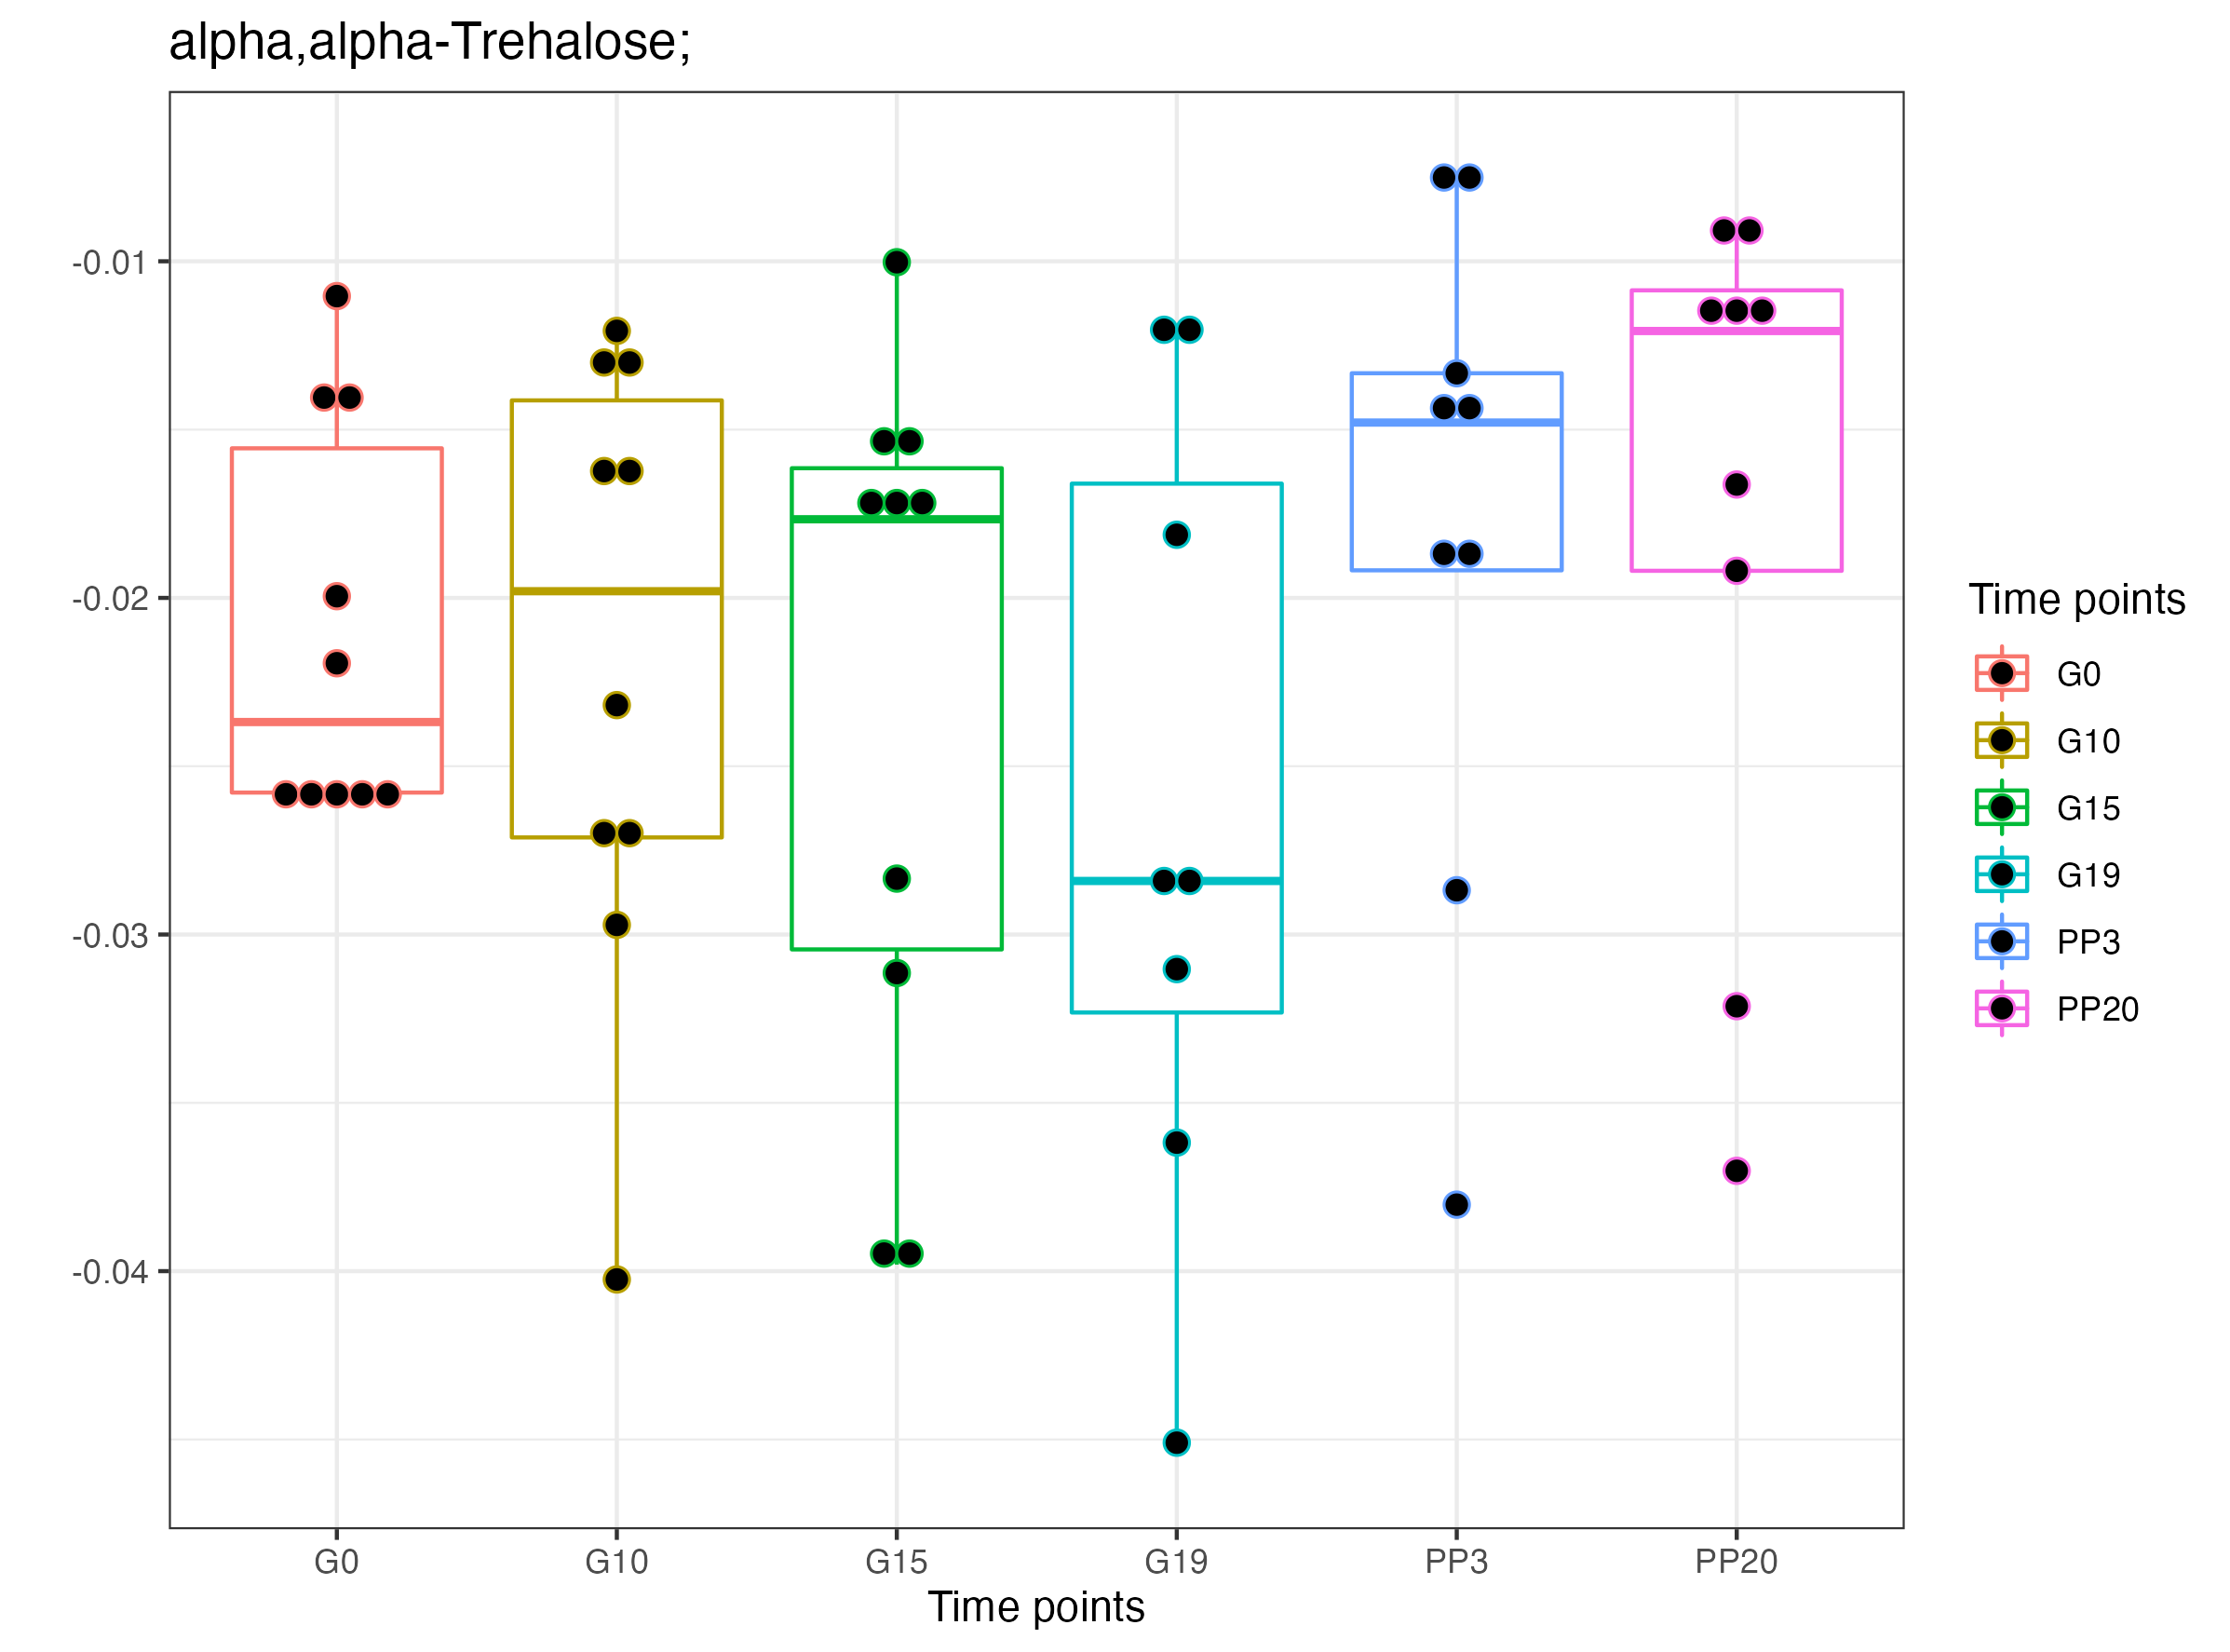 alpha,alpha-Trehalose;
-0.01
-0.02
-0.03
-0.04
G0
G10
G15
G19
PP3
PP20
Time points
Time points
G0
G10
G15
G19
PP3
PP20